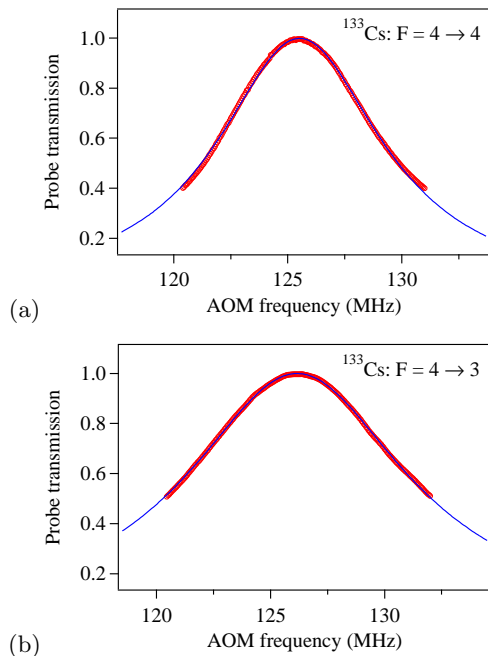 ¹³³Cs: F = 4 → 4
1.0
0.8
0.6
0.4
0.2
Probe transmission
120 125 130
AOM frequency (MHz)
(a)
¹³³Cs: F = 4 → 3
1.0
0.8
0.6
0.4
0.2
Probe transmission
120 125 130
AOM frequency (MHz)
(b)